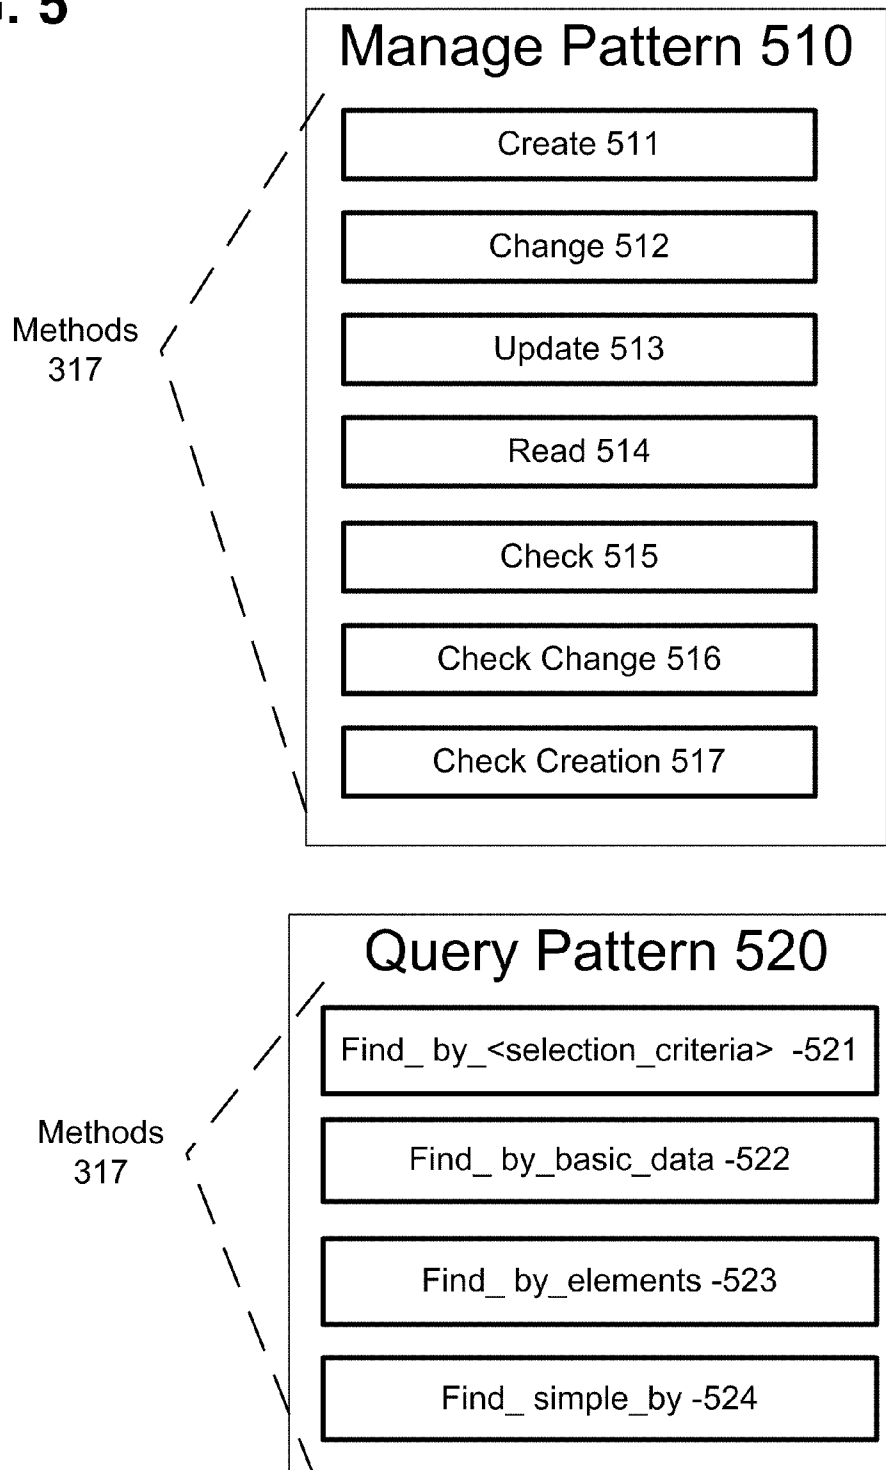 . 5
Manage Pattern 510
Create 511
Change 512
Update 513
Read 514
Check 515
Check Change 516
Check Creation 517
Methods
317
Query Pattern 520
Find_ by_<selection_criteria> -521
Find_ by_basic_data -522
Find_ by_elements -523
Find_ simple_by -524
Methods
317